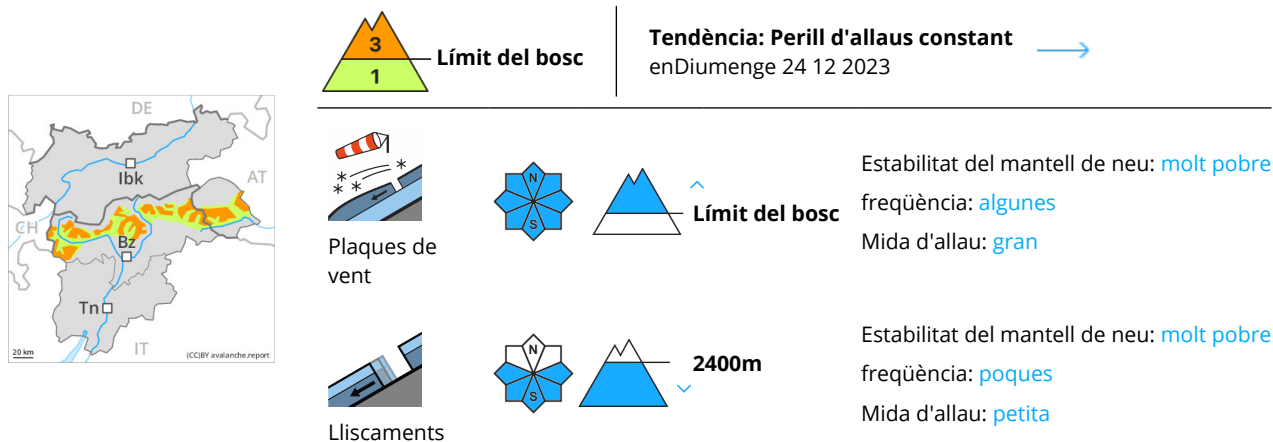 3
1
Límit del bosc
Tendència: Perill d'allaus constant
enDiumenge 24 12 2023
DE
Ibk
AT
CH
Bz
Tn
IT
20 km
(CC)BY avalanche.report
Plaques de
vent
N
S
Límit del bosc
Estabilitat del mantell de neu: molt pobre
freqüència: algunes
Mida d'allau: gran
Lliscaments
N
S
2400m
Estabilitat del mantell de neu: molt pobre
freqüència: poques
Mida d'allau: petita